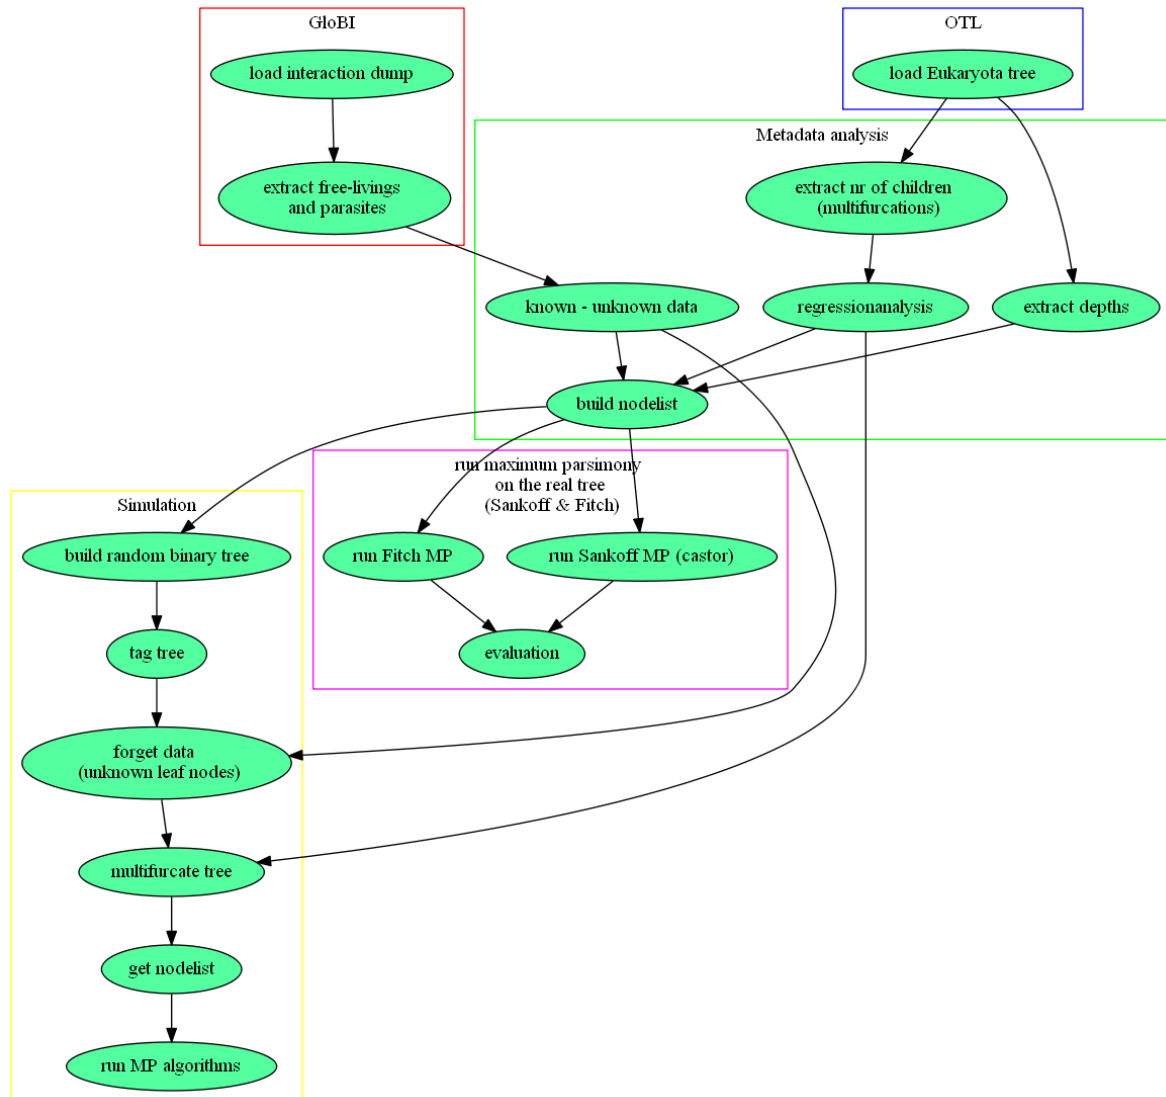 GloBI
load interaction dump
extract free-livings
and parasites
OTL
load Eukaryota tree
Metadata analysis
extract nr of children
(multifurcations)
known - unknown data
regressionanalysis
extract depths
build nodelist
run maximum parsimony
on the real tree
(Sankoff & Fitch)
run Fitch MP
run Sankoff MP (castor)
evaluation
Simulation
build random binary tree
tag tree
forget data
(unknown leaf nodes)
multifurcate tree
get nodelist
run MP algorithms